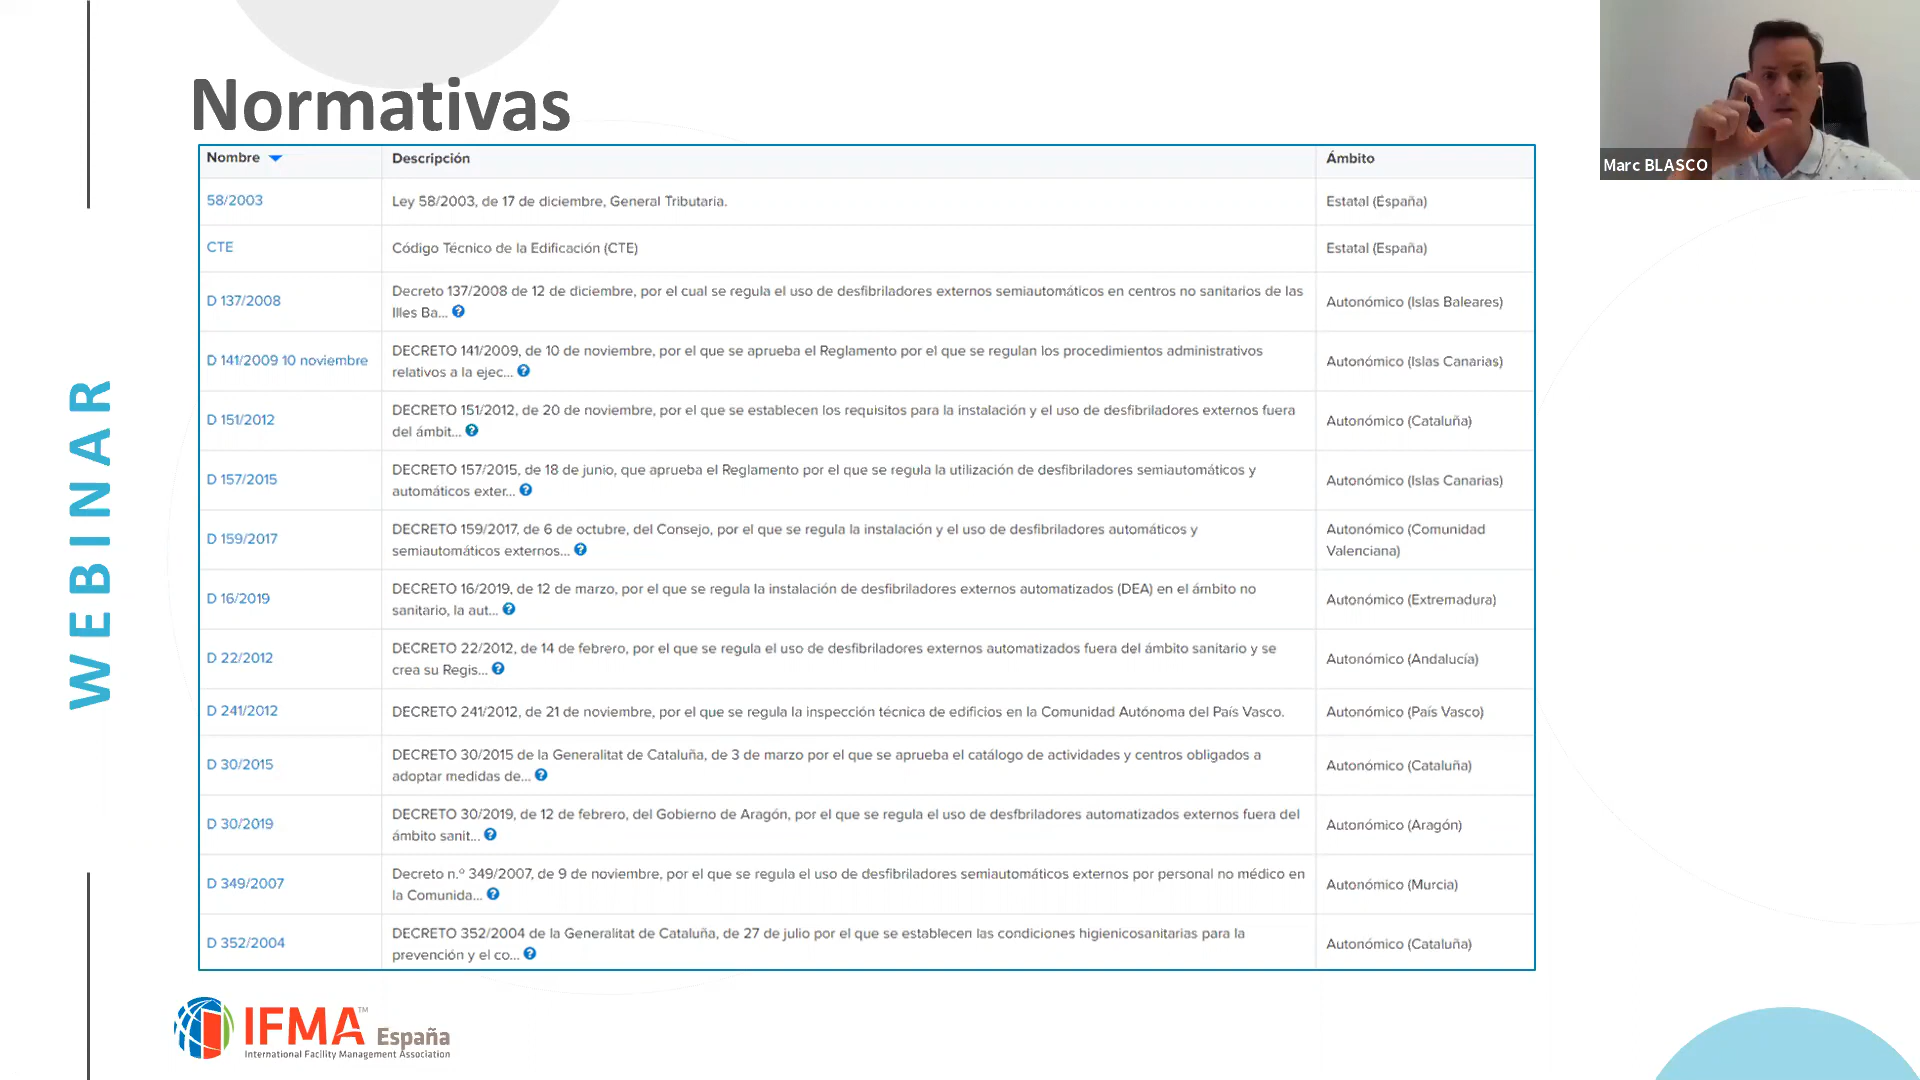 Normativas
Marc BLASCO
WEBINAR
Nombre Descripción Ámbito
58/2003 Ley 58/2003, de 17 de diciembre, General Tributaria. Estatal (España)
CTE Código Técnico de la Edificación (CTE) Estatal (España)
D 137/2008 Decreto 137/2008 de 12 de diciembre, por el cual se regula el uso de desfibriladores externos semiautomáticos en centros no sanitarios de las
Illes Ba... Autonómico (Islas Baleares)
D 141/2009 10 noviembre DECRETO 141/2009, de 10 de noviembre, por el que se aprueba el Reglamento por el que se regulan los procedimientos administrativos
relativos a la ejec... Autonómico (Islas Canarias)
D 151/2012 DECRETO 151/2012, de 20 de noviembre, por el que se establecen los requisitos para la instalación y el uso de desfibriladores externos fuera
del ámbit... Autonómico (Cataluña)
D 157/2015 DECRETO 157/2015, de 18 de junio, que aprueba el Reglamento por el que se regula la utilización de desfibriladores semiautomáticos y
automáticos exter... Autonómico (Islas Canarias)
D 159/2017 DECRETO 159/2017, de 6 de octubre, del Consejo, por el que se regula la instalación y el uso de desfibriladores automáticos y Autonómico (Comunidad
semiautomáticos externos... Valenciana)
D 16/2019 DECRETO 16/2019, de 12 de marzo, por el que se regula la instalación de desfibriladores externos automatizados (DEA) en el ámbito no
sanitario, la aut... Autonómico (Extremadura)
D 22/2012 DECRETO 22/2012, de 14 de febrero, por el que se regula el uso de desfibriladores externos automatizados fuera del ámbito sanitario y se
crea su Regis... Autonómico (Andalucía)
D 241/2012 DECRETO 241/2012, de 21 de noviembre, por el que se regula la inspección técnica de edificios en la Comunidad Autónoma del País Vasco. Autonómico (País Vasco)
D 30/2015 DECRETO 30/2015 de la Generalitat de Cataluña, de 3 de marzo por el que se aprueba el catálogo de actividades y centros obligados a
adoptar medidas de... Autonómico (Cataluña)
D 30/2019 DECRETO 30/2019, de 12 de febrero, del Gobierno de Aragón, por el que se regula el uso de desfbriladores automatizados externos fuera del
ámbito sanit... Autonómico (Aragón)
D 349/2007 Decreto n.º 349/2007, de 9 de noviembre, por el que se regula el uso de desfibriladores semiautomáticos externos por personal no médico en
la Comunida... Autonómico (Murcia)
D 352/2004 DECRETO 352/2004 de la Generalitat de Cataluña, de 27 de julio por el que se establecen las condiciones higienicosanitarias para la
prevención y el co... Autonómico (Cataluña)
IFMA™ España
International Facility Management Association